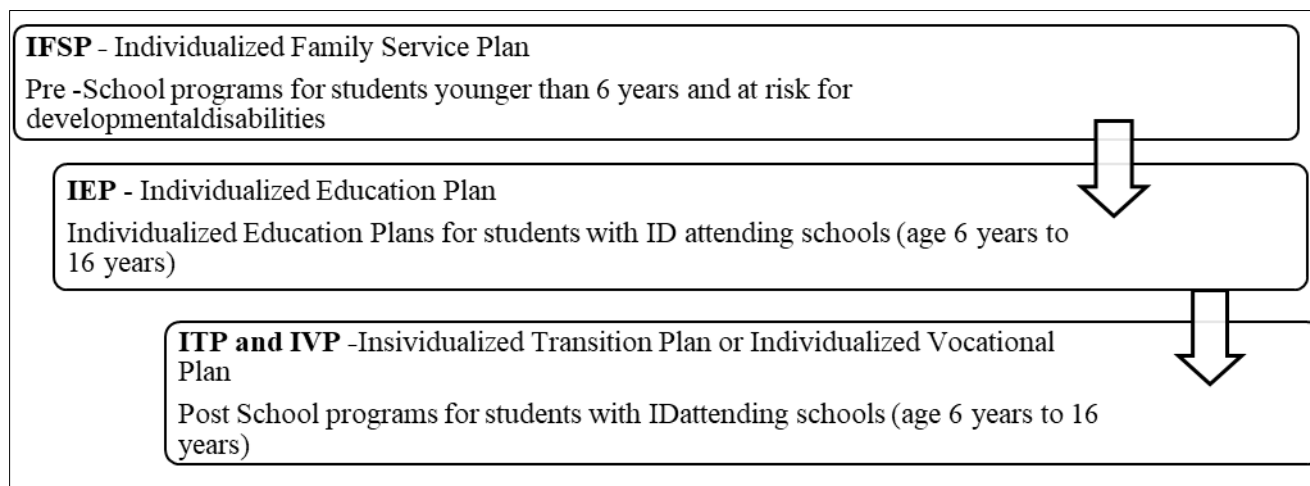 IFSP - Individualized Family Service Plan
Pre -School programs for students younger than 6 years and at risk for
developmentaldisabilities
IEP - Individualized Education Plan
Individualized Education Plans for students with ID attending schools (age 6 years to
16 years)
ITP and IVP -Insividualized Transition Plan or Individualized Vocational
Plan
Post School programs for students with IDattending schools (age 6 years to 16
years)